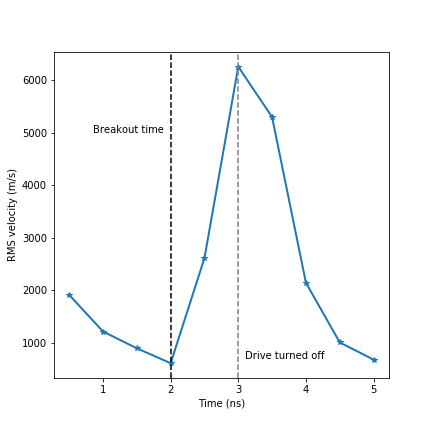 6000
5000
4000
3000
2000
1000
RMS velocity (m/s)
Breakout time
Drive turned off
1 2 3 4 5
Time (ns)